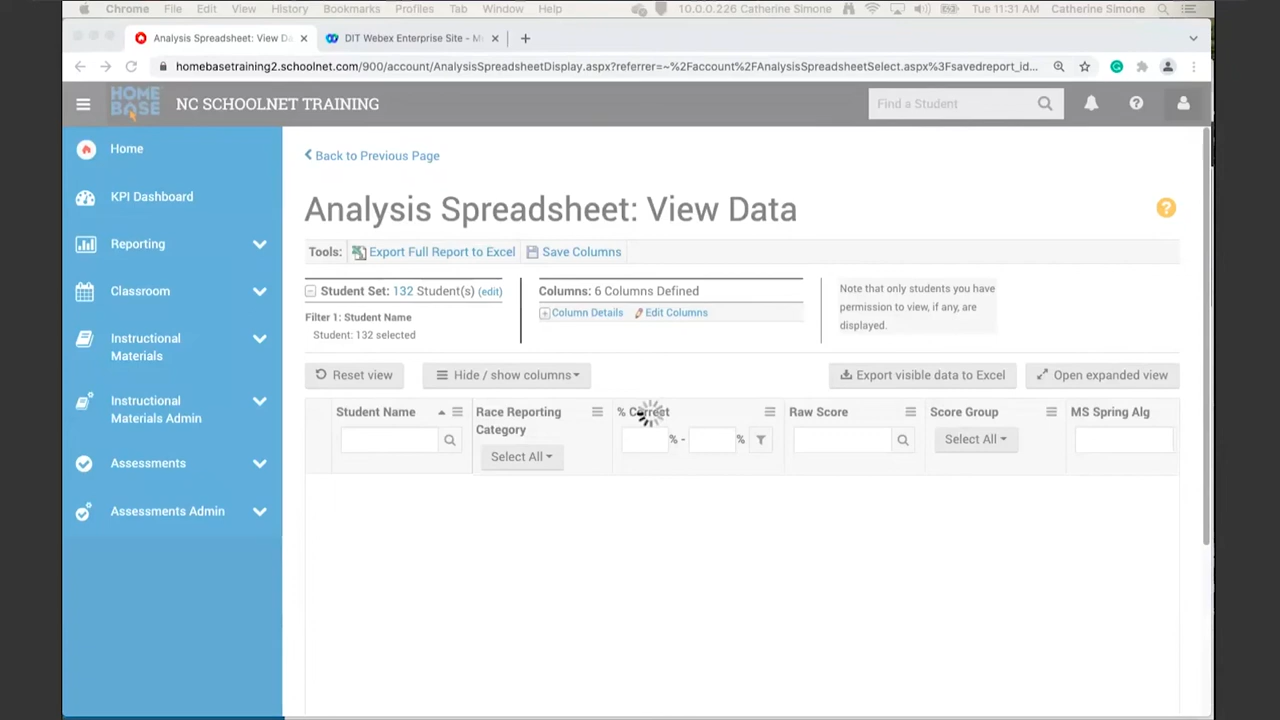 Chrome File Edit View History Bookmarks Profiles Tab Window Help 10.0.0.226 Catherine Simone Tue 11:31 AM Catherine Simone
Analysis Spreadsheet: View Da
DIT Webex Enterprise Site -
homebasetraining2.schoolnet.com/900/account/AnalysisSpreadsheetDisplay.aspx?referrer=~%2Faccount%2FAnalysisSpreadsheetSelect.aspx%3Fsavedreport_id...
HOME BASE
NC SCHOOLNET TRAINING
Find a Student
Home
KPI Dashboard
Reporting
Classroom
Instructional
Materials
Instructional
Materials Admin
Assessments
Assessments Admin
Back to Previous Page
Analysis Spreadsheet: View Data
Tools: Export Full Report to Excel Save Columns
Student Set: 132 Student(s) (edit)
Filter 1: Student Name
Student: 132 selected
Columns: 6 Columns Defined
Column Details Edit Columns
Note that only students you have
permission to view, if any, are
displayed.
Reset view Hide / show columns Export visible data to Excel Open expanded view
Student Name
Race Reporting
Category
Select All
% Correct
% - %
Raw Score
Score Group
Select All
MS Spring Alg